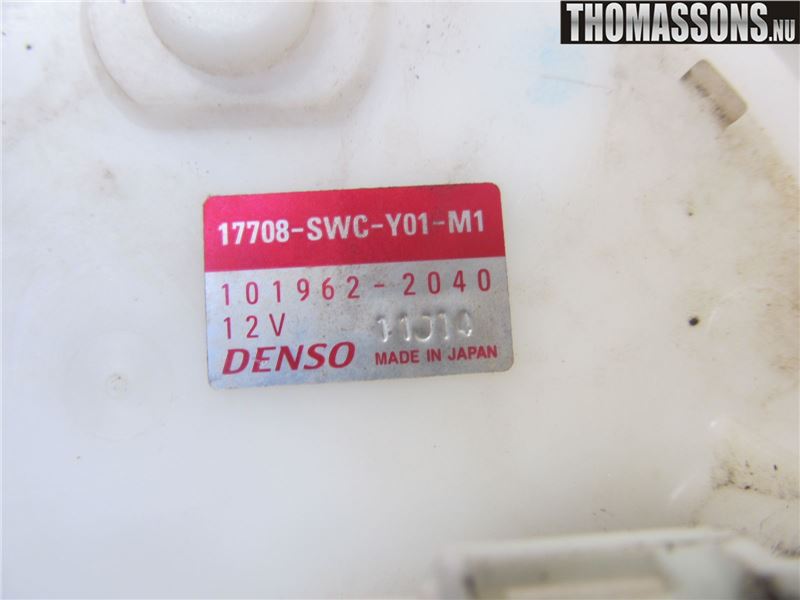 THOMASSONS.NU
17708-SWC-Y01-M1
101962-2040
12V 11J14
DENSO MADE IN JAPAN